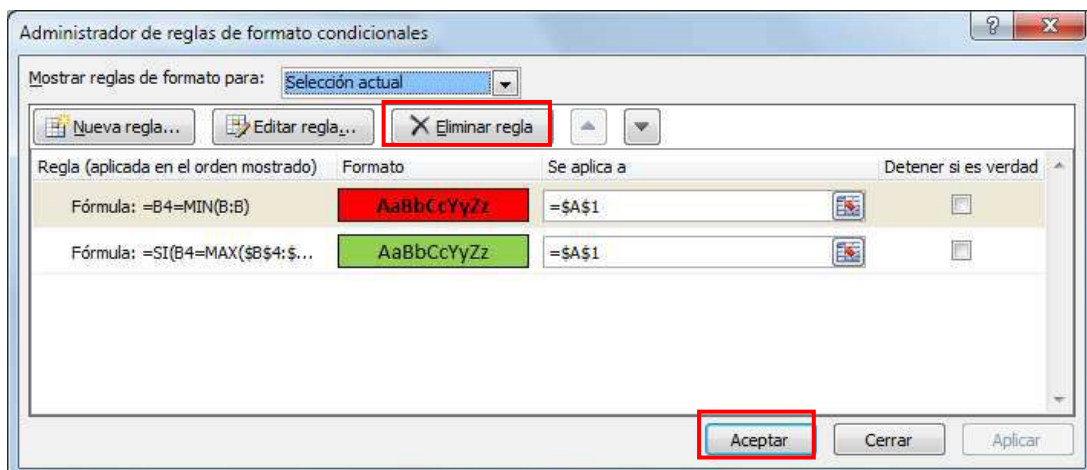 Administrador de reglas de formato condicionales
Mostrar reglas de formato para: Selección actual
Nueva regla... Editar regla... Eliminar regla
Regla (aplicada en el orden mostrado) Formato Se aplica a Detener si es verdad
Fórmula: =B4=MIN(B:B) AaBbCcYyZz =$A$1
Fórmula: =SI(B4=MAX($B$4:$... AaBbCcYyZz =$A$1
Aceptar Cerrar Aplicar